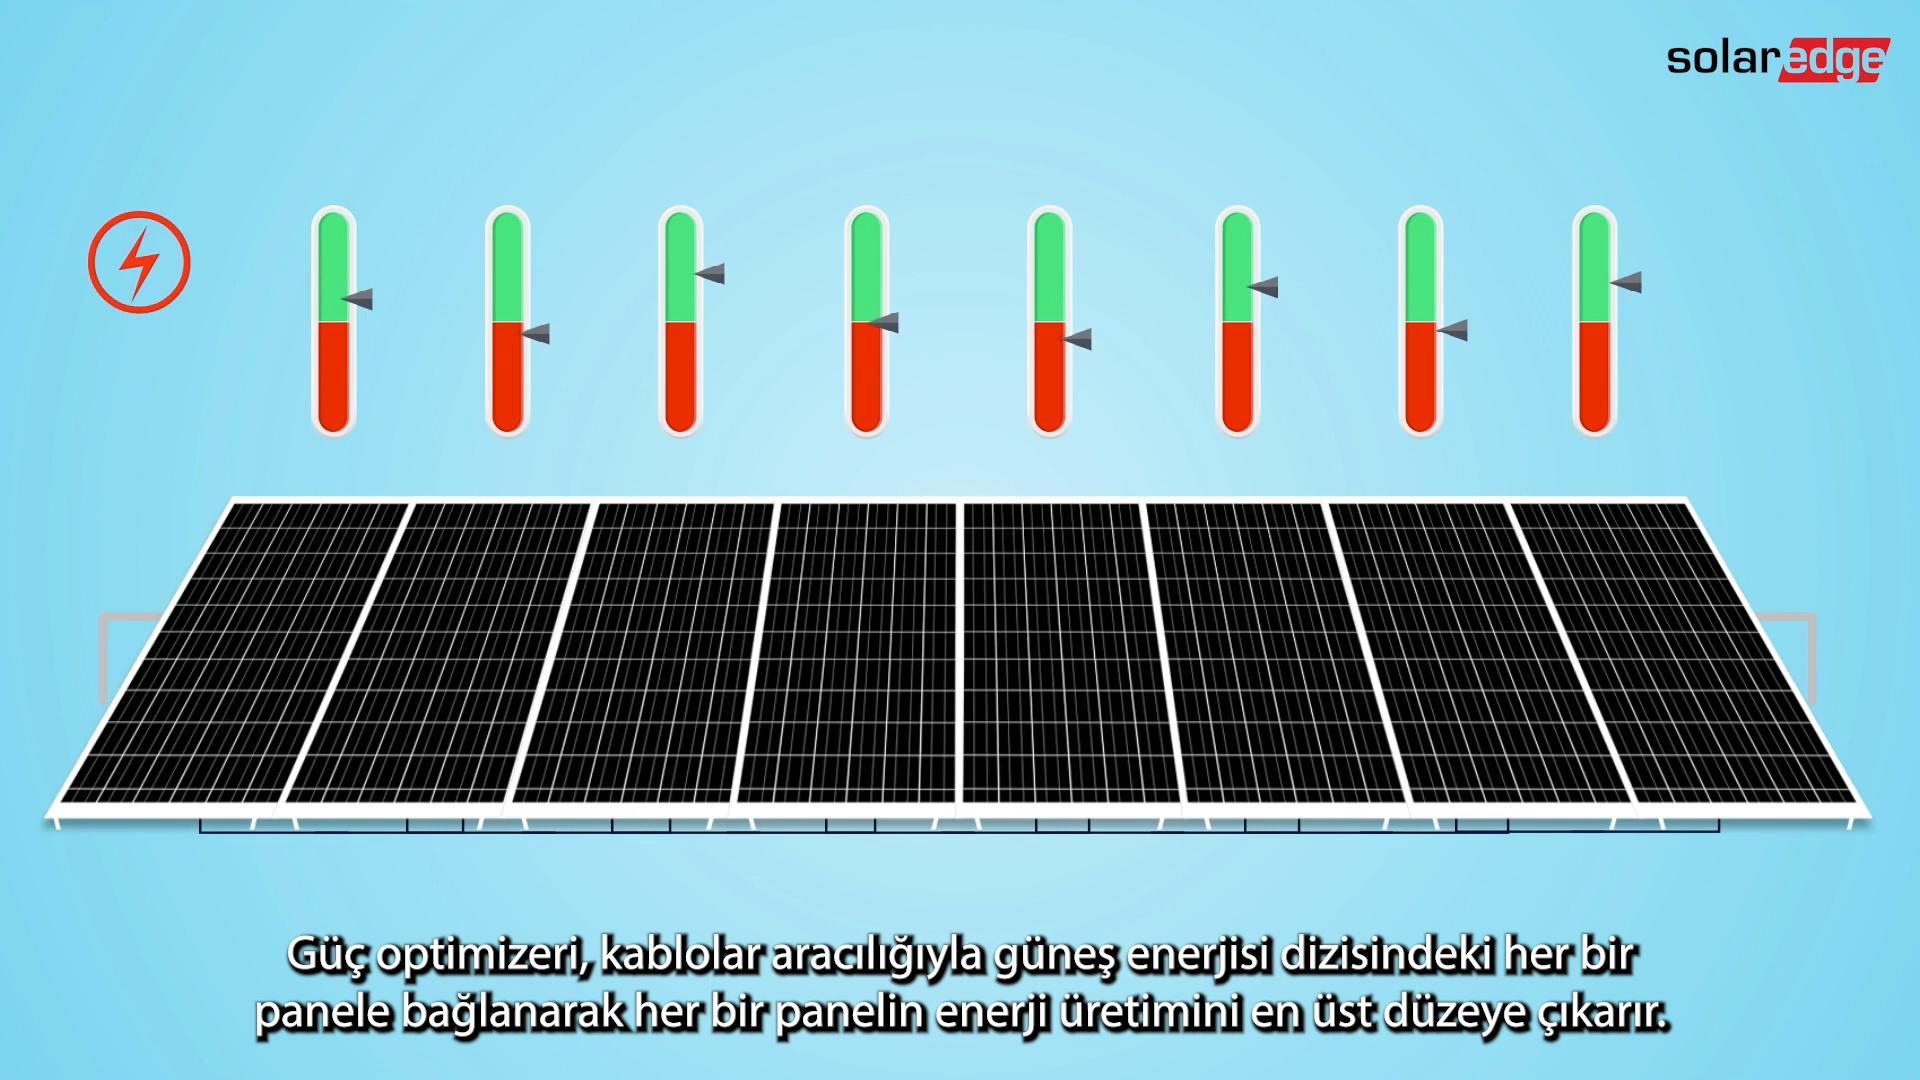 solaredge
Güç optimizeri, kablolar aracılığıyla güneş enerjisi dizisindeki her bir
panele bağlanarak her bir panelin enerji üretimini en üst düzeye çıkarır.